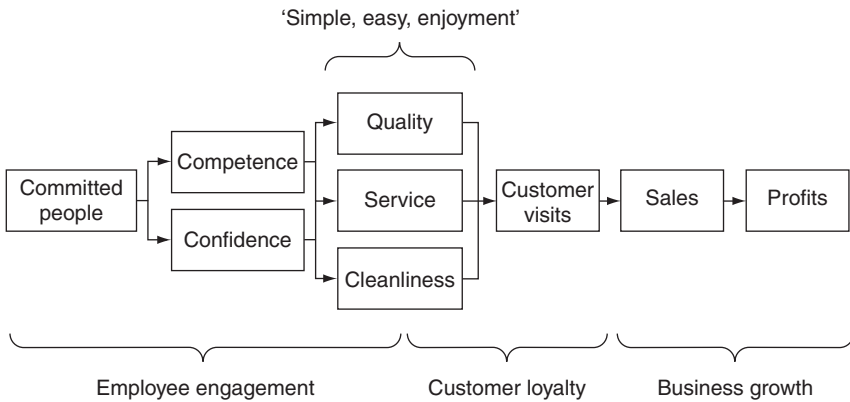 ‘Simple, easy, enjoyment’
Quality
Competence
Committed
people
Service
Customer
visits
Sales
Profits
Confidence
Cleanliness
Employee engagement
Customer loyalty
Business growth